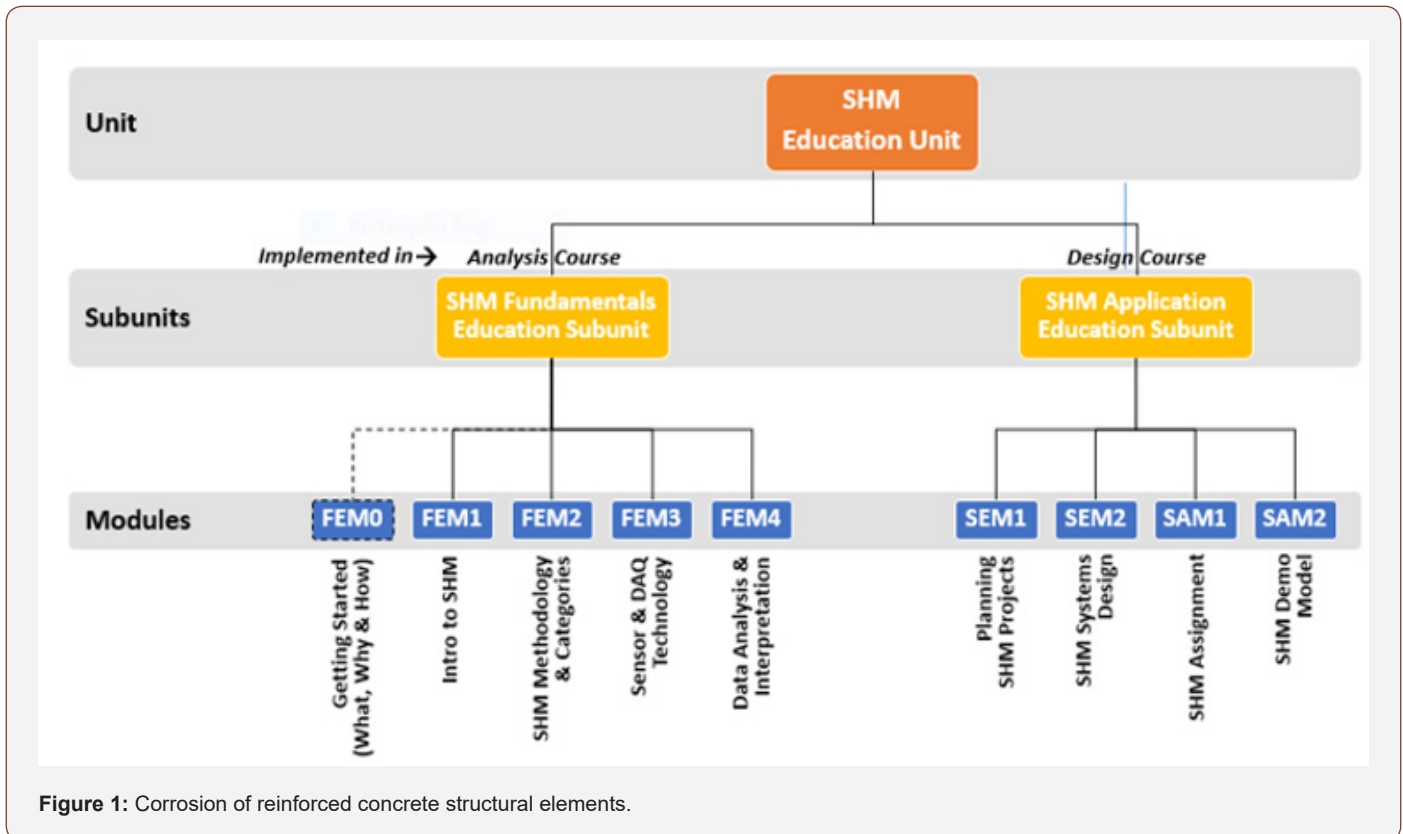 SHM
Education Unit
Unit
Rectangular Snip
Implemented in→ Analysis Course
Design Course
Subunits
SHM Fundamentals
Education Subunit
SHM Application
Education Subunit
Modules
FEM0
FEM1
FEM2
FEM3
FEM4
SEM1
SEM2
SAM1
SAM2
Getting Started
(What, Why & How)
Intro to SHM
SHM Methodology
& Categories
Sensor & DAQ
Technology
Data Analysis &
Interpretation
Planning
SHM Projects
SHM Systems
Design
SHM Assignment
SHM Demo
Model
Figure 1: Corrosion of reinforced concrete structural elements.